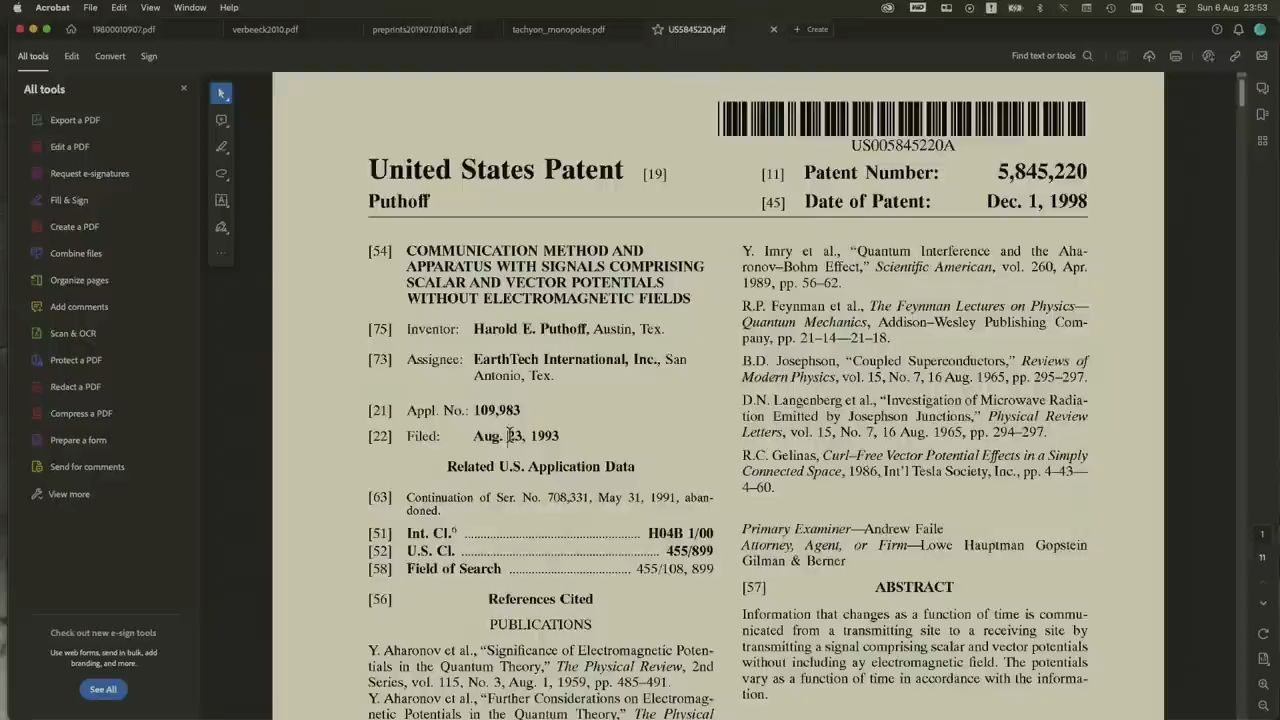 Acrobat File Edit View Window Help
Sun 6 Aug 23:53
19800010907.pdf
verbeeck2010.pdf
preprints201907.0181.v1.pdf
tachyon_monopoles.pdf
US5845220.pdf
+ Create
All tools Edit Convert Sign
Find text or tools
All tools
Export a PDF
Edit a PDF
Request e-signatures
Fill & Sign
Create a PDF
Combine files
Organize pages
Add comments
Scan & OCR
Protect a PDF
Redact a PDF
Compress a PDF
Prepare a form
Send for comments
View more
Check out new e-sign tools
Use web forms, send in bulk, add
branding, and more.
See All
US005845220A
United States Patent [19]
Puthoff
[11] Patent Number: 5,845,220
[45] Date of Patent: Dec. 1, 1998
[54] COMMUNICATION METHOD AND
APPARATUS WITH SIGNALS COMPRISING
SCALAR AND VECTOR POTENTIALS
WITHOUT ELECTROMAGNETIC FIELDS
[75] Inventor: Harold E. Puthoff, Austin, Tex.
[73] Assignee: EarthTech International, Inc., San
Antonio, Tex.
[21] Appl. No.: 109,983
[22] Filed: Aug. 23, 1993
Related U.S. Application Data
[63] Continuation of Ser. No. 708,331, May 31, 1991, aban-
doned.
[51] Int. Cl.⁶ ........................................ H04B 1/00
[52] U.S. Cl. ............................................. 455/899
[58] Field of Search ............................ 455/108, 899
[56] References Cited
PUBLICATIONS
Y. Aharonov et al., “Significance of Electromagnetic Poten-
tials in the Quantum Theory,” The Physical Review, 2nd
Series, vol. 115, No. 3, Aug. 1, 1959, pp. 485–491.
Y. Aharonov et al., “Further Considerations on Electromag-
netic Potentials in the Quantum Theory,” The Physical
Y. Imry et al., “Quantum Interference and the Aha-
ronov–Bohm Effect,” Scientific American, vol. 260, Apr.
1989, pp. 56–62.
R.P. Feynman et al., The Feynman Lectures on Physics—
Quantum Mechanics, Addison–Wesley Publishing Com-
pany, pp. 21–14—21–18.
B.D. Josephson, “Coupled Superconductors,” Reviews of
Modern Physics, vol. 15, No. 7, 16 Aug. 1965, pp. 295–297.
D.N. Langenberg et al., “Investigation of Microwave Radia-
tion Emitted by Josephson Junctions,” Physical Review
Letters, vol. 15, No. 7, 16 Aug. 1965, pp. 294–297.
R.C. Gelinas, Curl–Free Vector Potential Effects in a Simply
Connected Space, 1986, Int’l Tesla Society, Inc., pp. 4–43—
4–60.
Primary Examiner—Andrew Faile
Attorney, Agent, or Firm—Lowe Hauptman Gopstein
Gilman & Berner
[57] ABSTRACT
Information that changes as a function of time is commu-
nicated from a transmitting site to a receiving site by
transmitting a signal comprising scalar and vector potentials
without including ay electromagnetic field. The potentials
vary as a function of time in accordance with the informa-
tion.
1
11